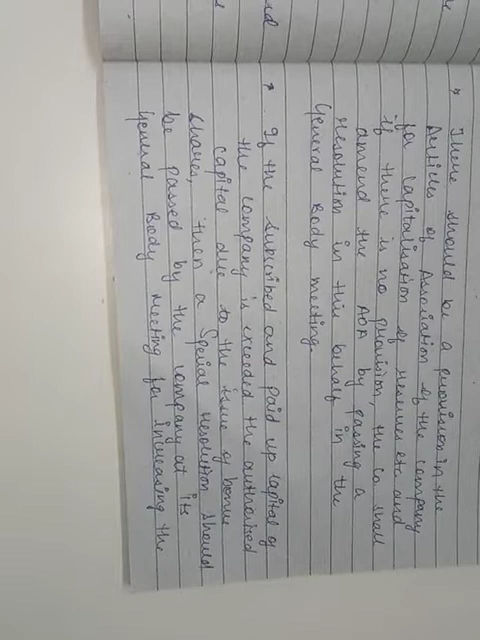 * There should be a provision in the
Articles of Association of the company
for capitalisation of reserves etc. and
if there is no provision, the co. shall
amend the AOA by passing a
resolution in this behalf in the
General Body meeting.
* If the subscribed and paid up capital of
the company is exceeded the authorised
capital due to the issue of bonus
shares, then a special resolution should
be passed by the company at its
General Body meeting for increasing the